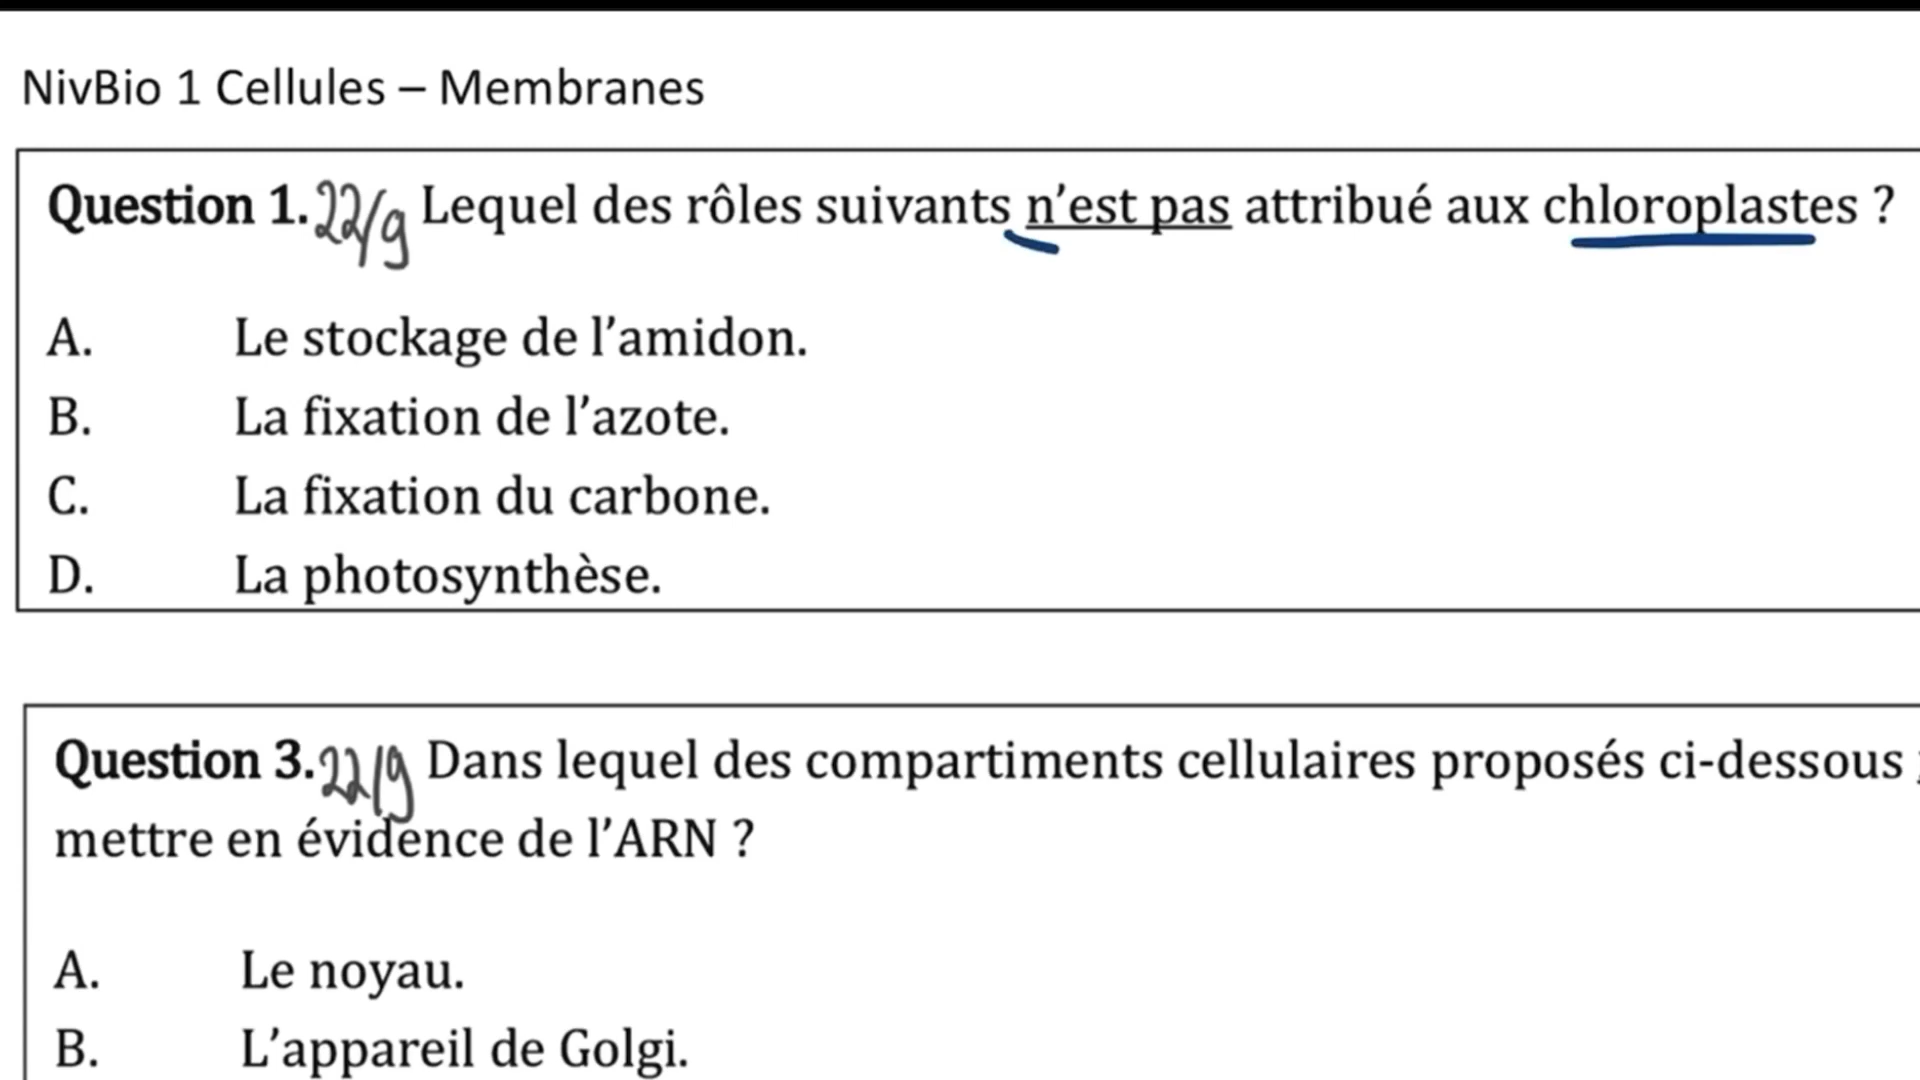 NivBio 1 Cellules – Membranes
Question 1. 22/9 Lequel des rôles suivants n'est pas attribué aux chloroplastes ?
A. Le stockage de l'amidon.
B. La fixation de l'azote.
C. La fixation du carbone.
D. La photosynthèse.
Question 3. 22/9 Dans lequel des compartiments cellulaires proposés ci-dessous
mettre en évidence de l'ARN ?
A. Le noyau.
B. L'appareil de Golgi.